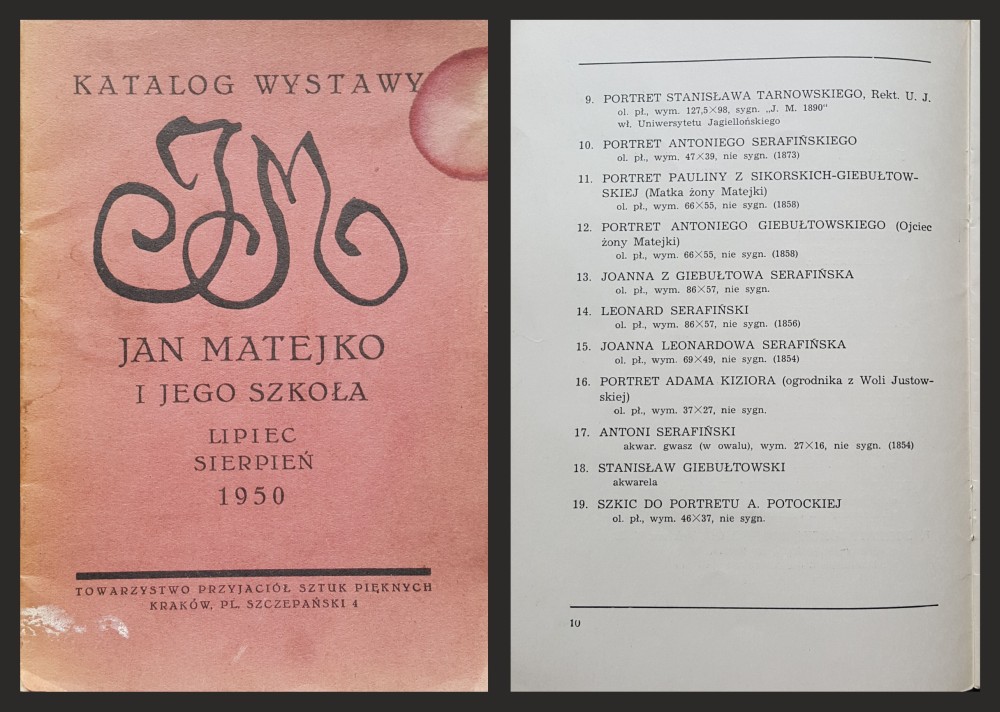 KATALOG WYSTAWY
JM
JAN MATEJKO
I JEGO SZKOŁA
LIPIEC
SIERPIEŃ
1950
TOWARZYSTWO PRZYJACIÓŁ SZTUK PIĘKNYCH
KRAKÓW, PL. SZCZEPAŃSKI 4
9. PORTRET STANISŁAWA TARNOWSKIEGO, Rekt. U. J.
ol. pł., wym. 127,5×98, sygn. „J. M. 1890"
wł. Uniwersytetu Jagiellońskiego
10. PORTRET ANTONIEGO SERAFIŃSKIEGO
ol. pł., wym. 47×39, nie sygn. (1873)
11. PORTRET PAULINY Z SIKORSKICH-GIEBUŁTOW-
SKIEJ (Matka żony Matejki)
ol. pł., wym. 66×55, nie sygn. (1858)
12. PORTRET ANTONIEGO GIEBUŁTOWSKIEGO (Ojciec
żony Matejki)
ol. pł., wym. 66×55, nie sygn. (1858)
13. JOANNA Z GIEBUŁTOWA SERAFIŃSKA
ol. pł., wym. 86×57, nie sygn.
14. LEONARD SERAFIŃSKI
ol. pł., wym. 86×57, nie sygn. (1856)
15. JOANNA LEONARDOWA SERAFIŃSKA
ol. pł., wym. 69×49, nie sygn. (1854)
16. PORTRET ADAMA KIZIORA (ogrodnika z Woli Justow-
skiej)
ol. pł., wym. 37×27, nie sygn.
17. ANTONI SERAFIŃSKI
akwar. gwasz (w owalu), wym. 27×16, nie sygn. (1854)
18. STANISŁAW GIEBUŁTOWSKI
akwarela
19. SZKIC DO PORTRETU A. POTOCKIEJ
ol. pł., wym. 46×37, nie sygn.
10